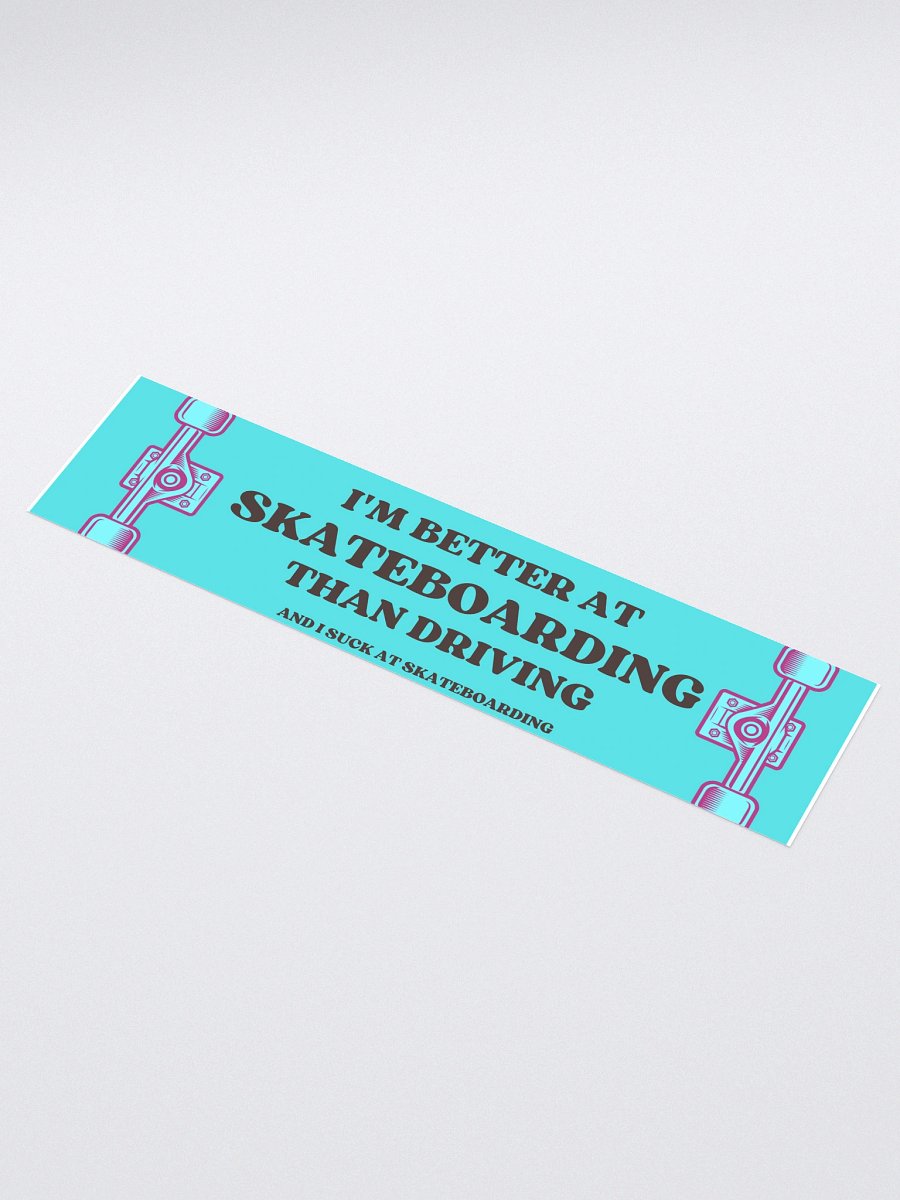 I'M BETTER AT
SKATEBOARDING
THAN DRIVING
AND I SUCK AT SKATEBOARDING